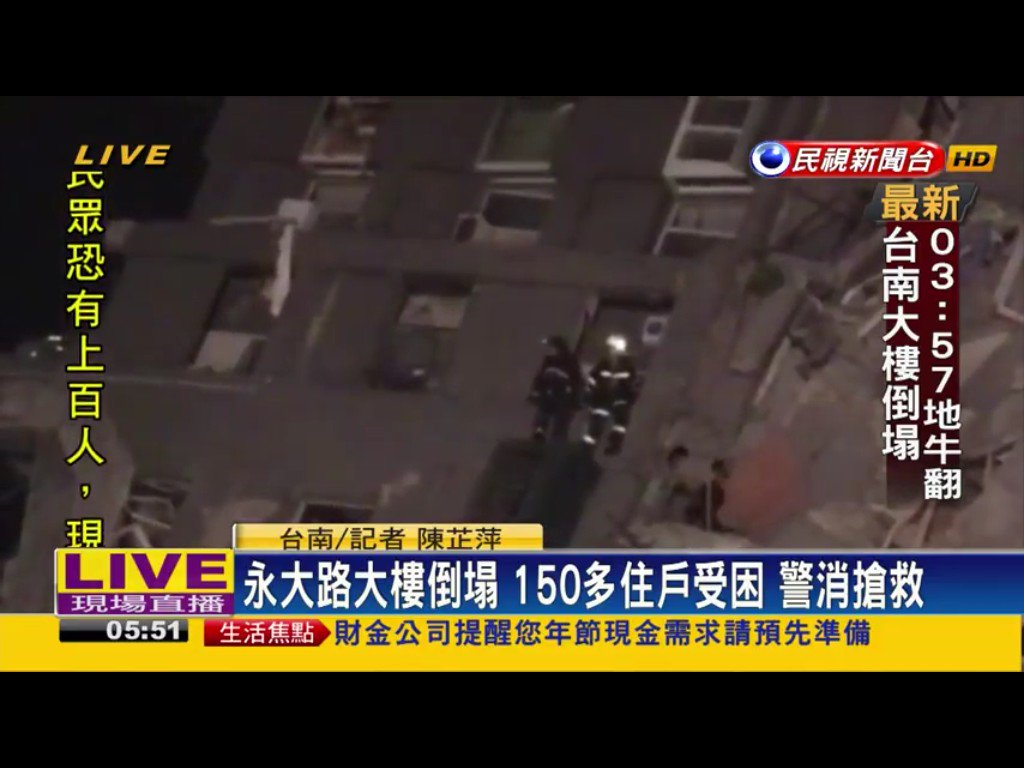 LIVE
民眾恐有上百人，現
民視新聞台 HD
最新
03:57地牛翻
台南大樓倒塌
台南/記者 陳芷萍
LIVE
現場直播
永大路大樓倒塌 150多住戶受困 警消搶救
05:51
生活焦點
財金公司提醒您年節現金需求請預先準備